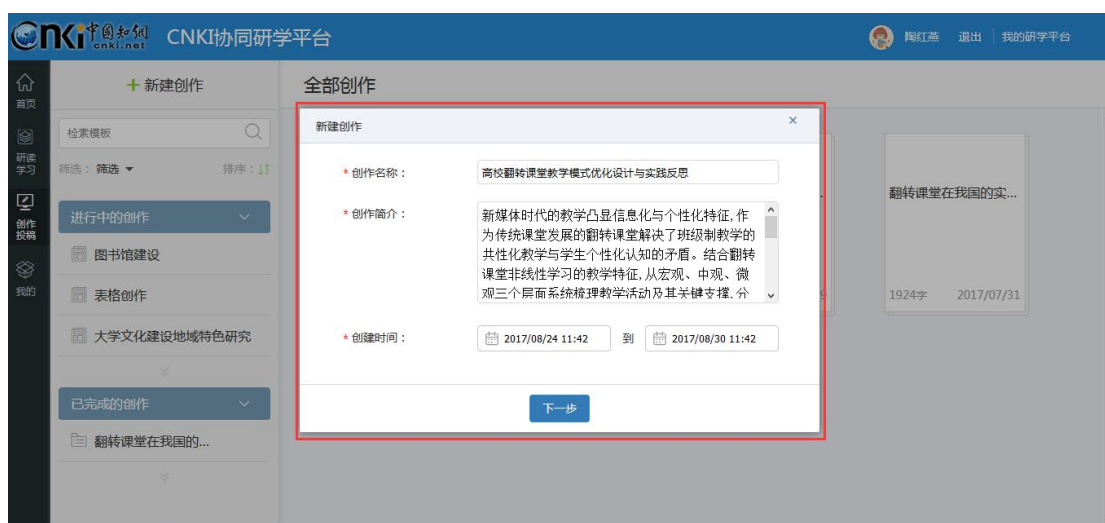 CNKI中国知网 CNKI协同研学平台 陶红燕 退出 我的研学平台
cnki.net
首页
研读
学习
创作
投稿
我的
+ 新建创作
检索模板
筛选： 筛选 排序：
进行中的创作
图书馆建设
表格创作
大学文化建设地域特色研究
已完成的创作
翻转课堂在我国的...
全部创作
新建创作 ×
* 创作名称： 高校翻转课堂教学模式优化设计与实践反思
* 创作简介： 新媒体时代的教学凸显信息化与个性化特征,作
为传统课堂发展的翻转课堂解决了班级制教学的
共性化教学与学生个性化认知的矛盾。结合翻转
课堂非线性学习的教学特征,从宏观、中观、微
观三个层面系统梳理教学活动及其关键支撑,分
* 创建时间： 2017/08/24 11:42 到 2017/08/30 11:42
下一步
翻转课堂在我国的实...
1924字 2017/07/31